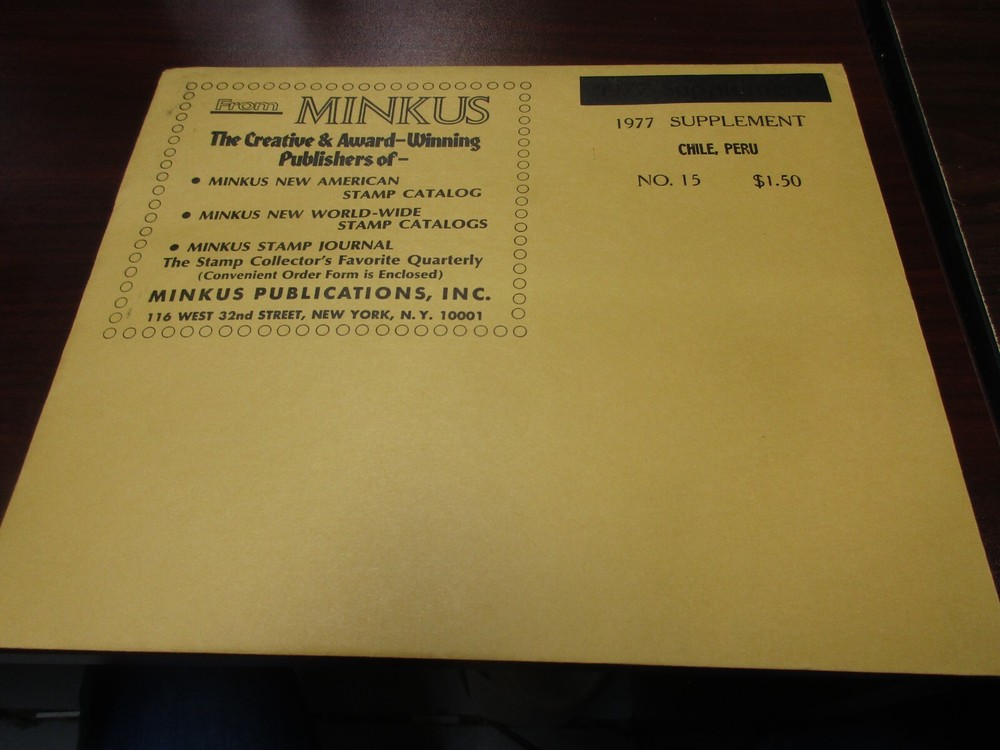 From MINKUS
The Creative & Award-Winning
Publishers of-
• MINKUS NEW AMERICAN
STAMP CATALOG
• MINKUS NEW WORLD-WIDE
STAMP CATALOGS
• MINKUS STAMP JOURNAL
The Stamp Collector's Favorite Quarterly
(Convenient Order Form is Enclosed)
MINKUS PUBLICATIONS, INC.
116 WEST 32nd STREET, NEW YORK, N.Y. 10001
1977 SUPPLEMENT
CHILE, PERU
NO. 15 $1.50